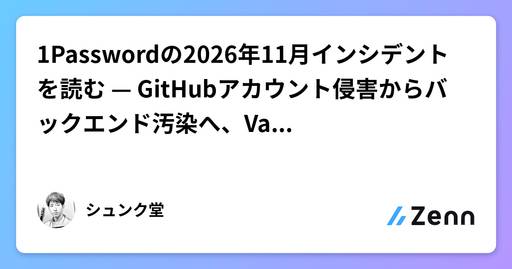 1Passwordの2026年11月インシデント
を読む — GitHubアカウント侵害からバ
ックエンド汚染へ、Va...
シュンク堂
Zenn